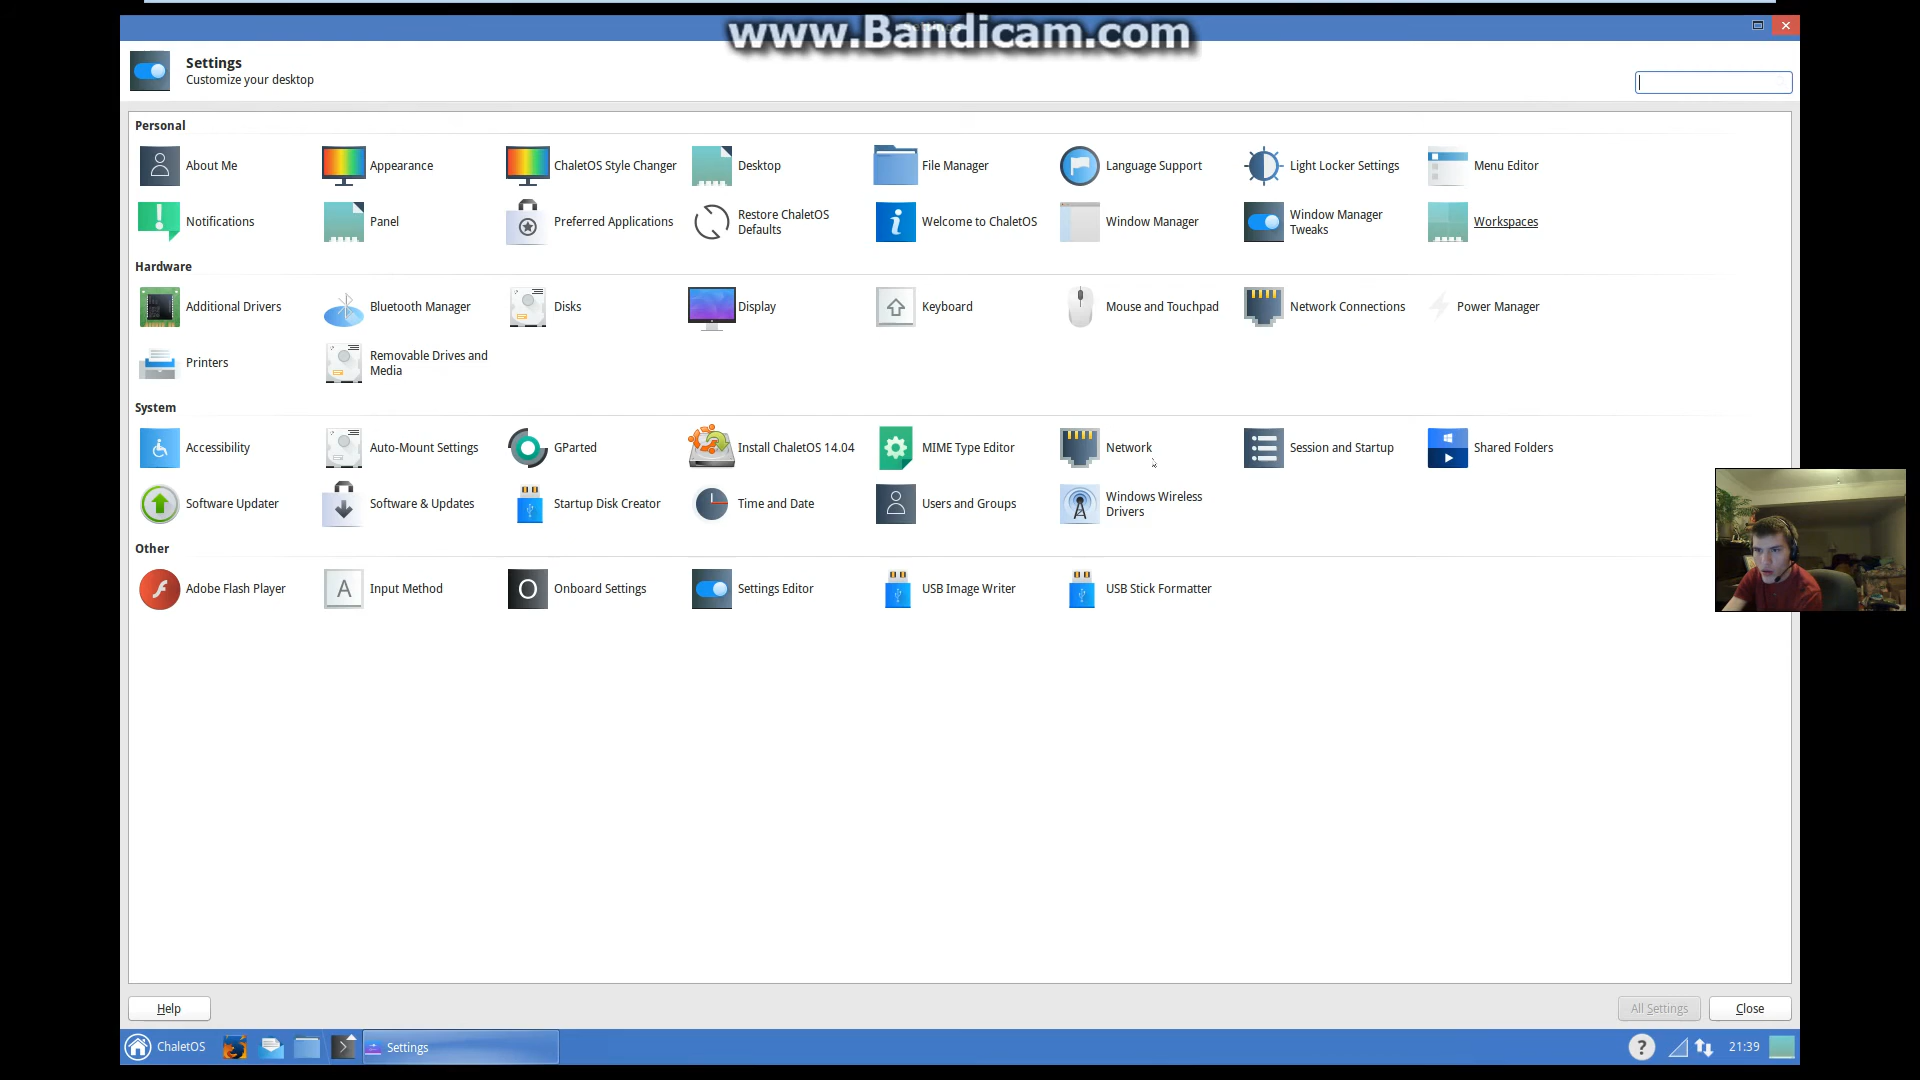 www.Bandicam.com
Settings
Customize your desktop
Personal
About Me
Appearance
ChaletOS Style Changer
Desktop
File Manager
Language Support
Light Locker Settings
Menu Editor
Notifications
Panel
Preferred Applications
Restore ChaletOS
Defaults
Welcome to ChaletOS
Window Manager
Window Manager
Tweaks
Workspaces
Hardware
Additional Drivers
Bluetooth Manager
Disks
Display
Keyboard
Mouse and Touchpad
Network Connections
Power Manager
Printers
Removable Drives and
Media
System
Accessibility
Auto-Mount Settings
GParted
Install ChaletOS 14.04
MIME Type Editor
Network
Session and Startup
Shared Folders
Software Updater
Software & Updates
Startup Disk Creator
Time and Date
Users and Groups
Windows Wireless
Drivers
Other
Adobe Flash Player
A
Input Method
O
Onboard Settings
Settings Editor
USB Image Writer
USB Stick Formatter
Help
All Settings
Close
ChaletOS
Settings
?
21:39